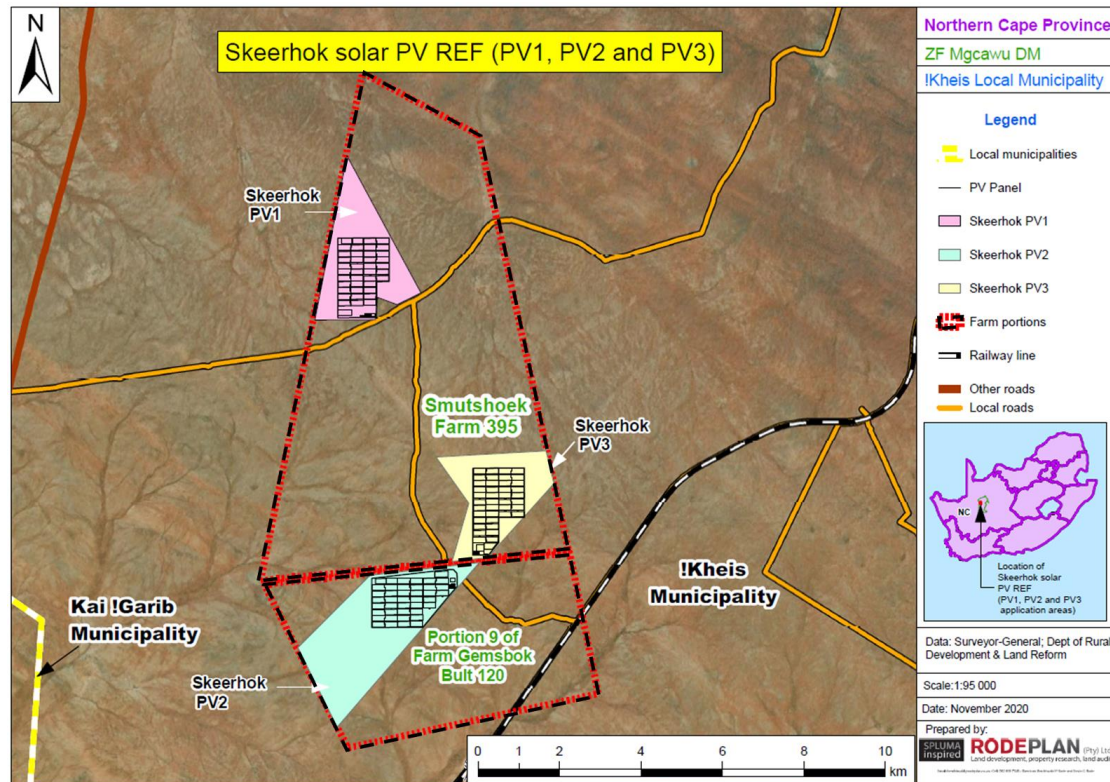 N
Skeerhok solar PV REF (PV1, PV2 and PV3)
Skeerhok
PV1
Smutshoek
Farm 395
Skeerhok
PV3
Kai !Garib
Municipality
!Kheis
Municipality
Portion 9 of
Farm Gemsbok
Bult 120
Skeerhok
PV2
0 2 4 6 8 10
km
Northern Cape Province
ZF Mgcawu DM
!Kheis Local Municipality
Legend
Local municipalities
PV Panel
Skeerhok PV1
Skeerhok PV2
Skeerhok PV3
Farm portions
Railway line
Other roads
Local roads
NC
Location of
Skeerhok solar
PV REF
(PV1, PV2 and PV3
application areas)
Data: Surveyor-General; Dept of Rural
Development & Land Reform
Scale:1:95 000
Date: November 2020
Prepared by:
SPLUMA
inspired
RODEPLAN (Pty) Ltd
Land development, property research, land audi